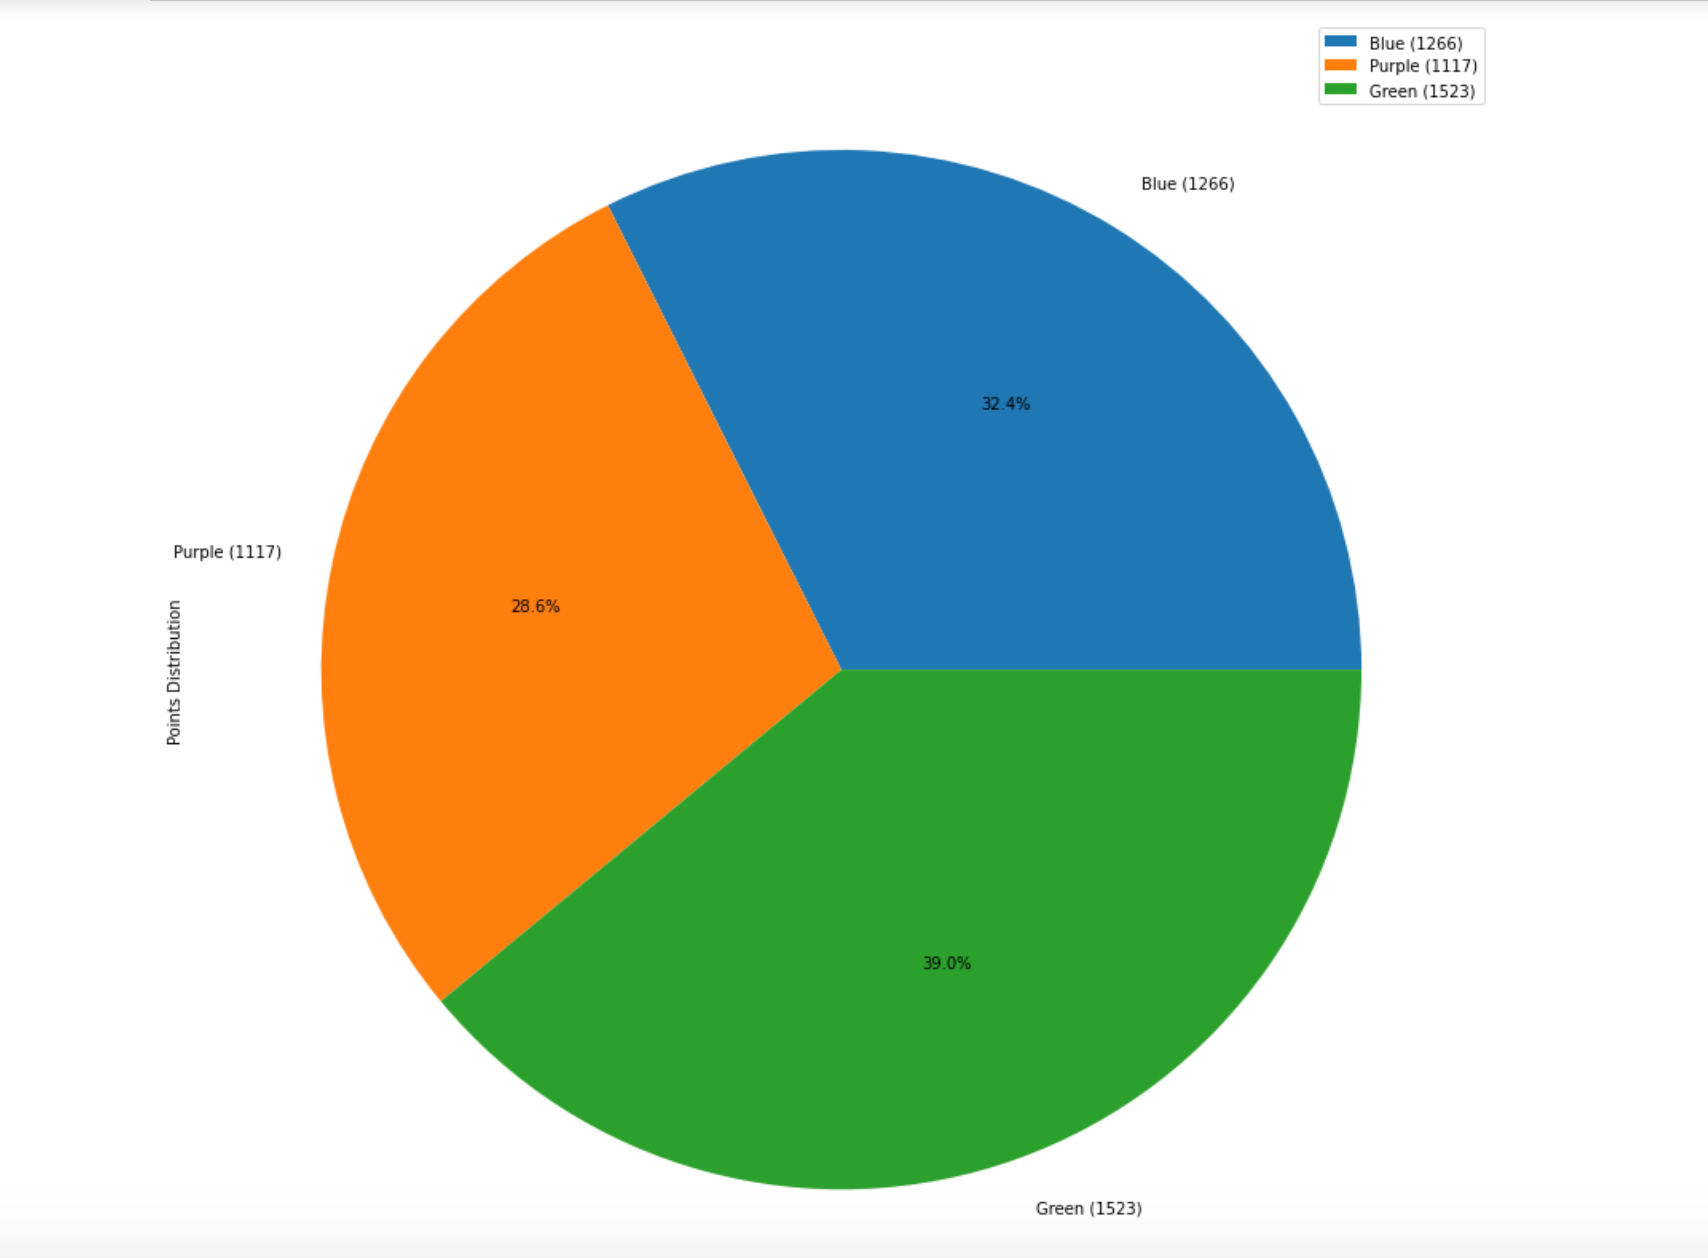 Blue (1266)
Purple (1117)
Green (1523)
Blue (1266)
32.4%
Purple (1117)
28.6%
Points Distribution
39.0%
Green (1523)